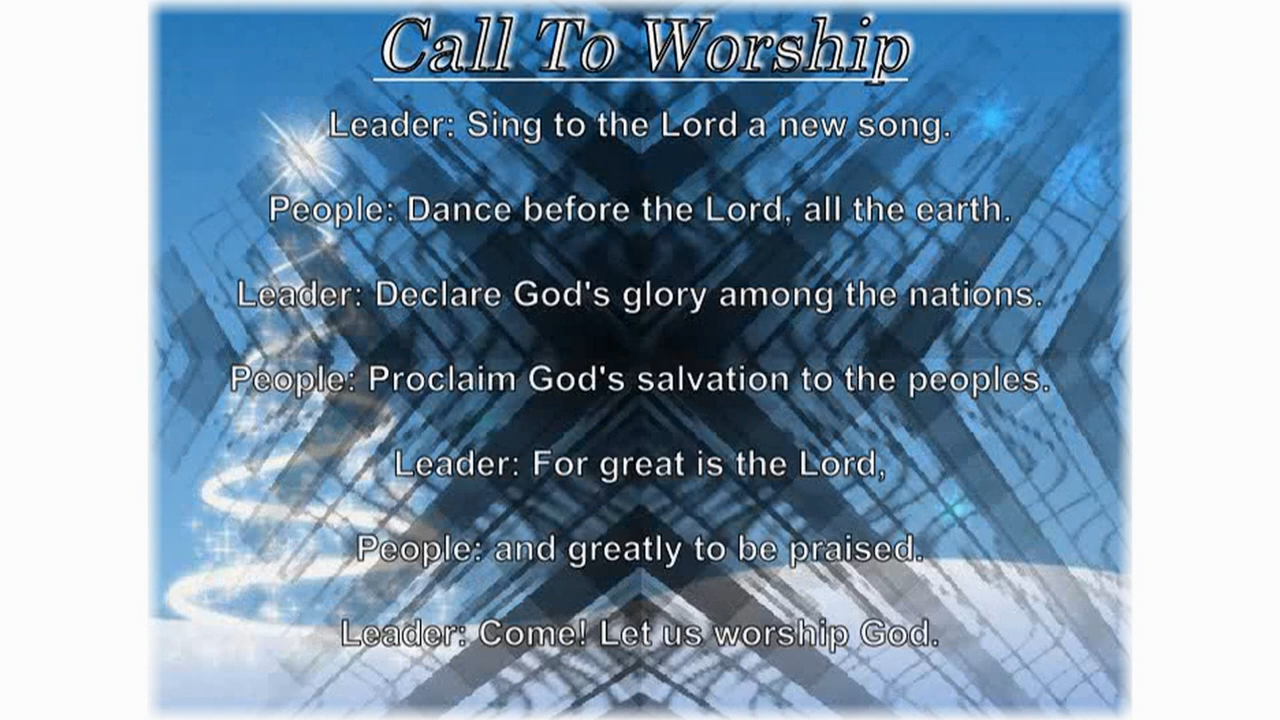 Call To Worship
Leader: Sing to the Lord a new song.
People: Dance before the Lord, all the earth.
Leader: Declare God's glory among the nations.
People: Proclaim God's salvation to the peoples.
Leader: For great is the Lord,
People: and greatly to be praised.
Leader: Come! Let us worship God.